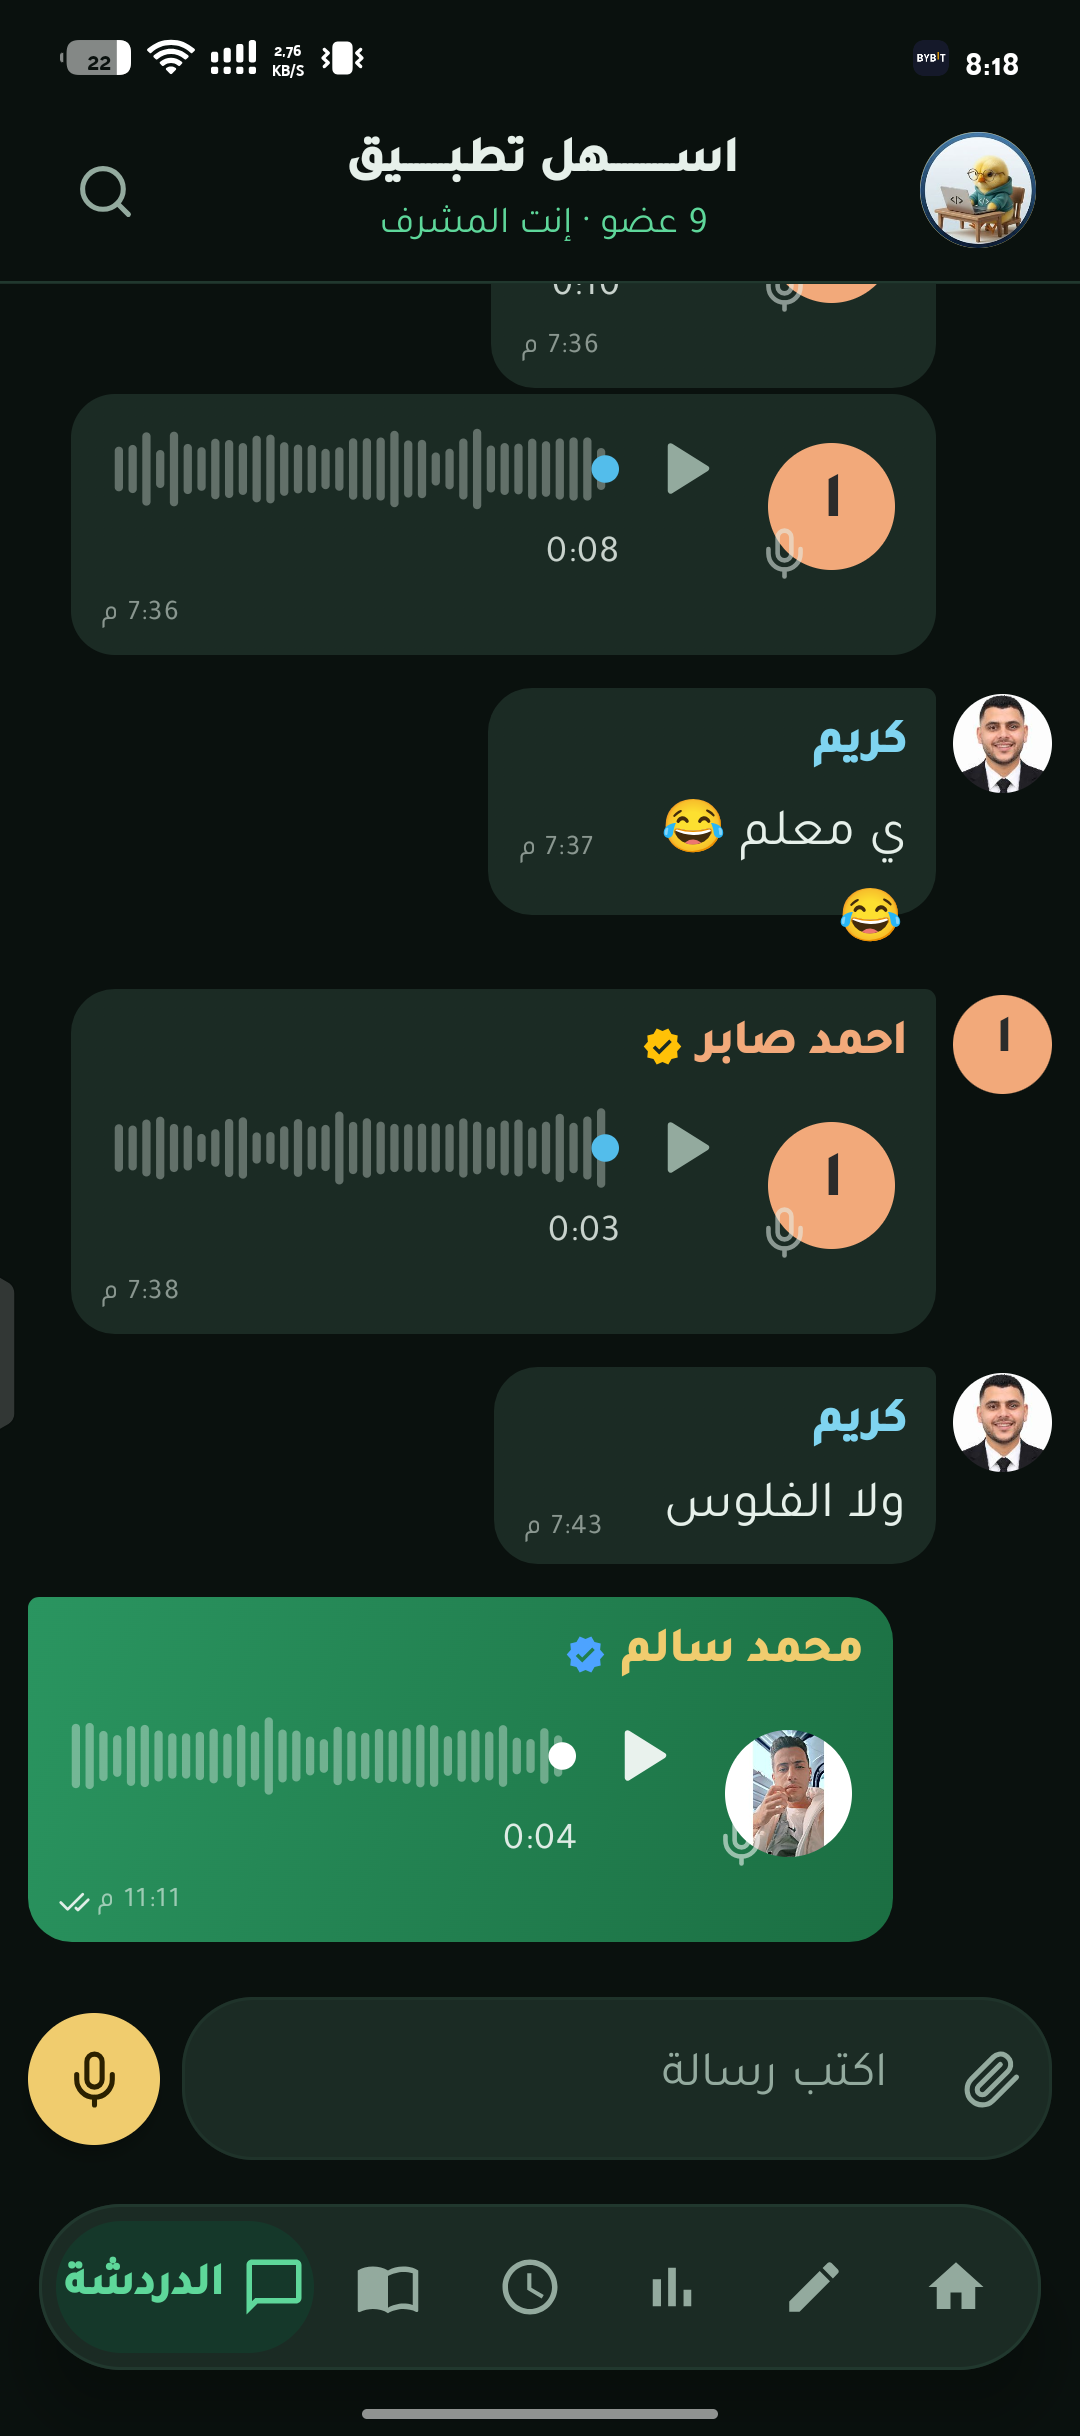 22
2.76
KB/S
BYBIT
8:18
اســـهل تطبـــيق
9 عضو · إنت المشرف
0:10
7:36 م
ا
0:08
7:36 م
كريم
ي معلم 😂
😂
7:37 م
ا
احمد صابر
ا
0:03
7:38 م
كريم
ولا الفلوس
7:43 م
محمد سالم
0:04
11:11 م
اكتب رسالة
الدردشة